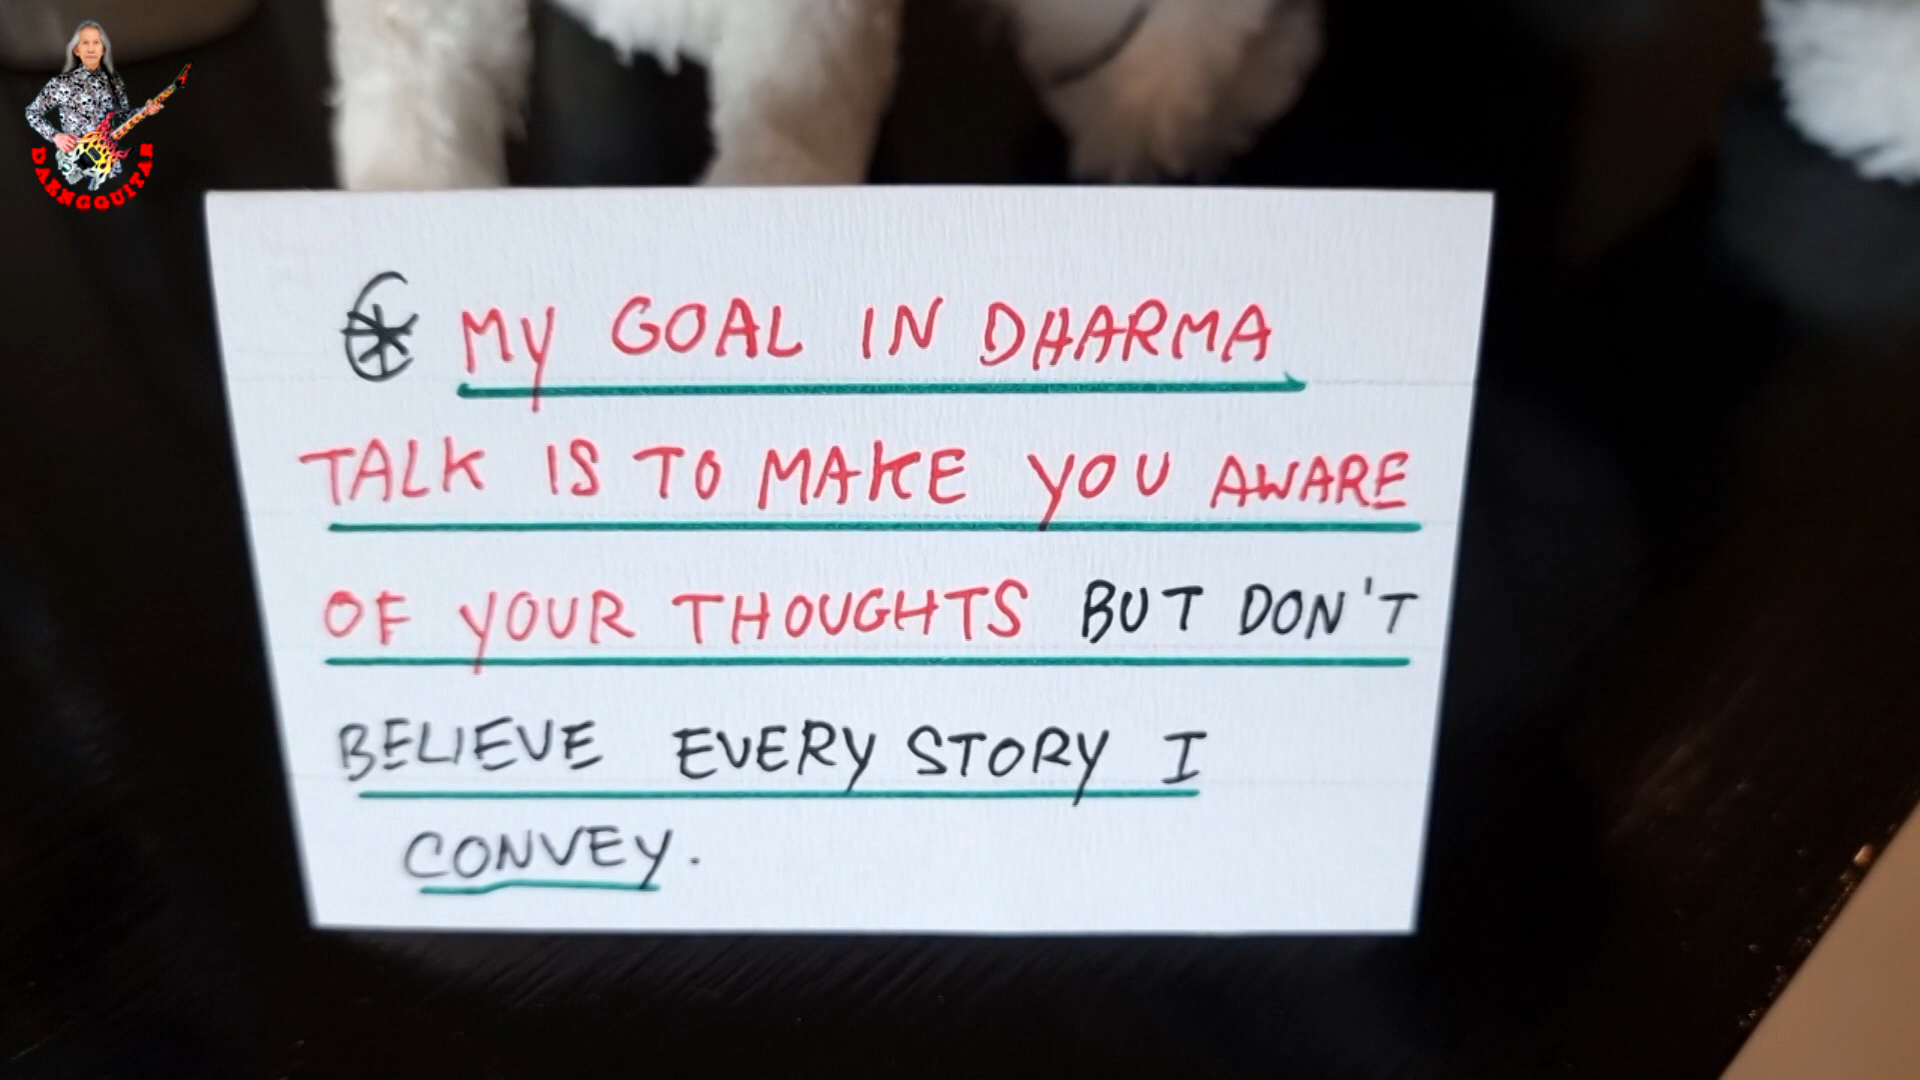 DAENGGUITAR
MY GOAL IN DHARMA
TALK IS TO MAKE YOU AWARE
OF YOUR THOUGHTS BUT DON'T
BELIEVE EVERY STORY I
CONVEY.